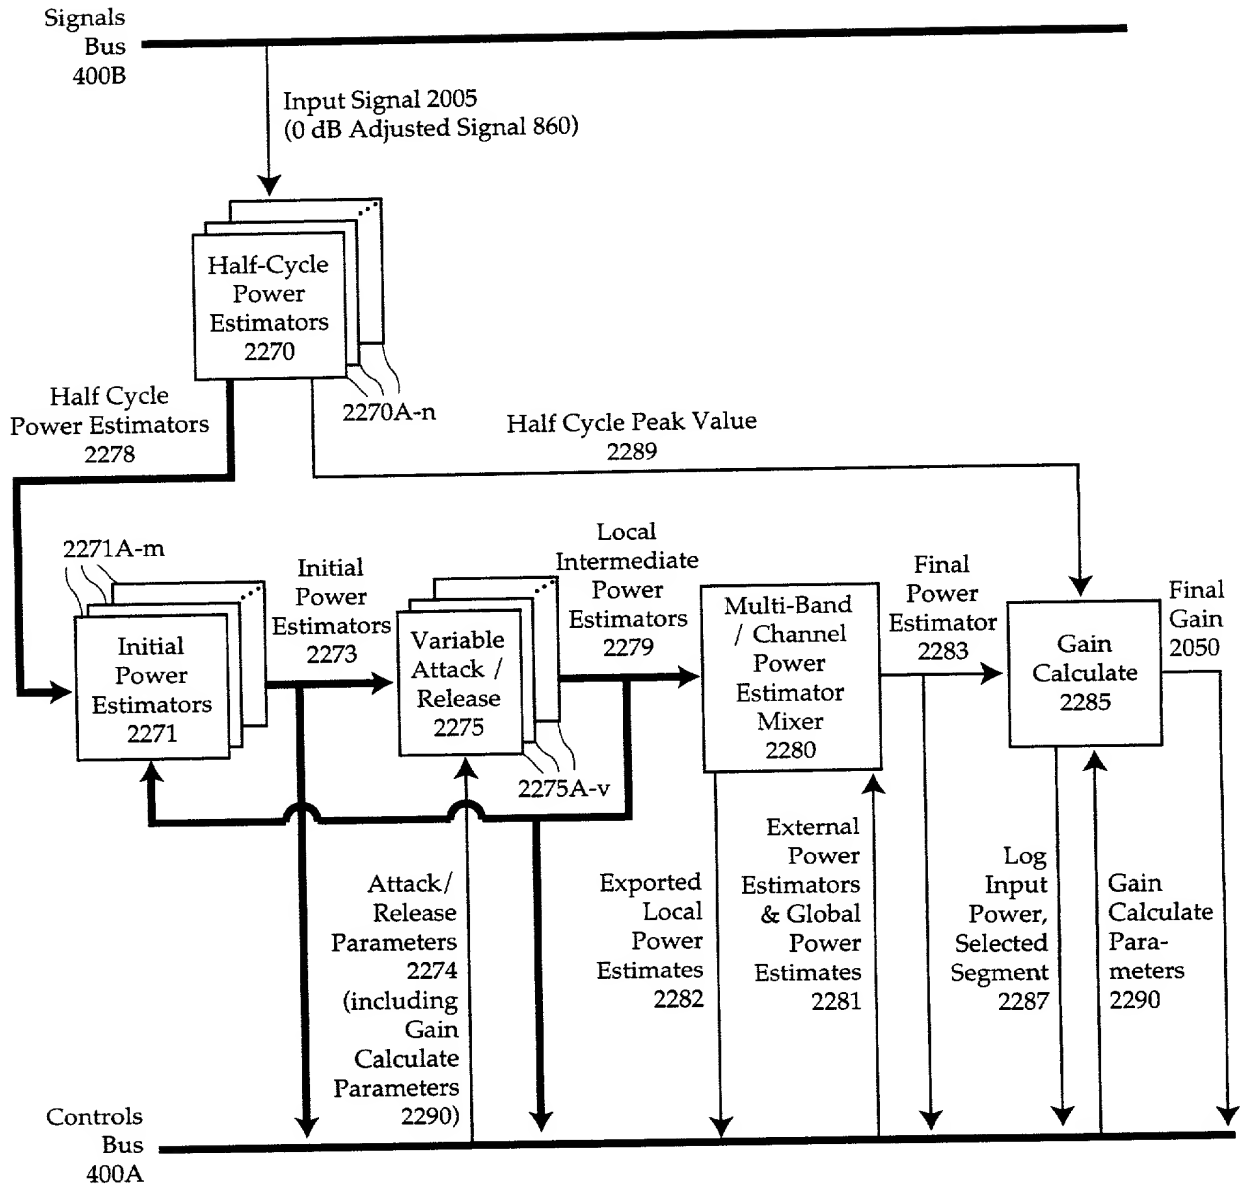 Signals
Bus
400B
Input Signal 2005
(0 dB Adjusted Signal 860)
Half-Cycle
Power
Estimators
2270
2270A-n
Half Cycle
Power Estimators
2278
Half Cycle Peak Value
2289
2271A-m
Initial
Power
Estimators
2271
Initial
Power
Estimators
2273
Variable
Attack /
Release
2275
2275A-v
Local
Intermediate
Power
Estimators
2279
Multi-Band
/ Channel
Power
Estimator
Mixer
2280
Final
Power
Estimator
2283
Gain
Calculate
2285
Final
Gain
2050
Attack/
Release
Parameters
2274
(including
Gain
Calculate
Parameters
2290)
Exported
Local
Power
Estimates
2282
External
Power
Estimators
& Global
Power
Estimates
2281
Log
Input
Power,
Selected
Segment
2287
Gain
Calculate
Para-
meters
2290
Controls
Bus
400A